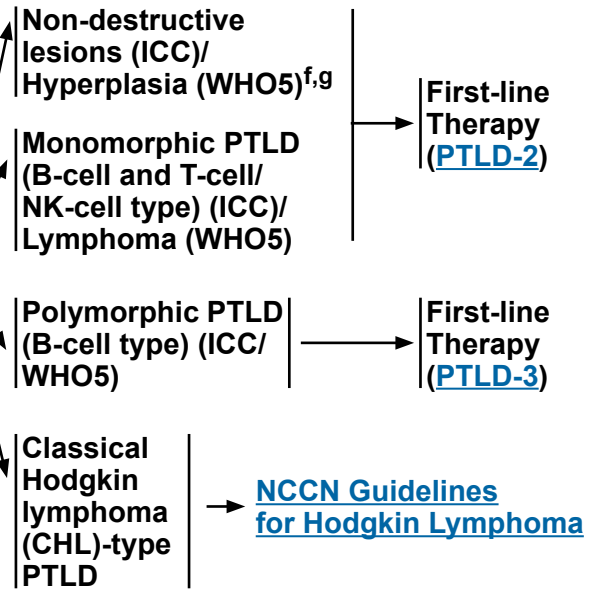 Non-destructive
lesions (ICC)/
Hyperplasia (WHO5)f,g
Monomorphic PTLD
(B-cell and T-cell/
NK-cell type) (ICC)/
Lymphoma (WHO5)
First-line
Therapy
(PTLD-2)
Polymorphic PTLD
(B-cell type) (ICC/
WHO5)
First-line
Therapy
(PTLD-3)
Classical
Hodgkin
lymphoma
(CHL)-type
PTLD
NCCN Guidelines
for Hodgkin Lymphoma